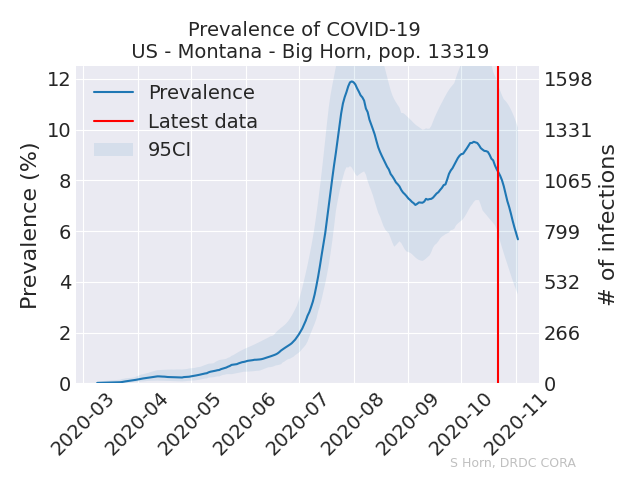 Prevalence of COVID-19
US - Montana - Big Horn, pop. 13319
Prevalence
Latest data
95CI
Prevalence (%)
12
10
8
6
4
2
0
1598
1331
1065
799
532
266
0
# of infections
2020-03
2020-04
2020-05
2020-06
2020-07
2020-08
2020-09
2020-10
2020-11
S Horn, DRDC CORA